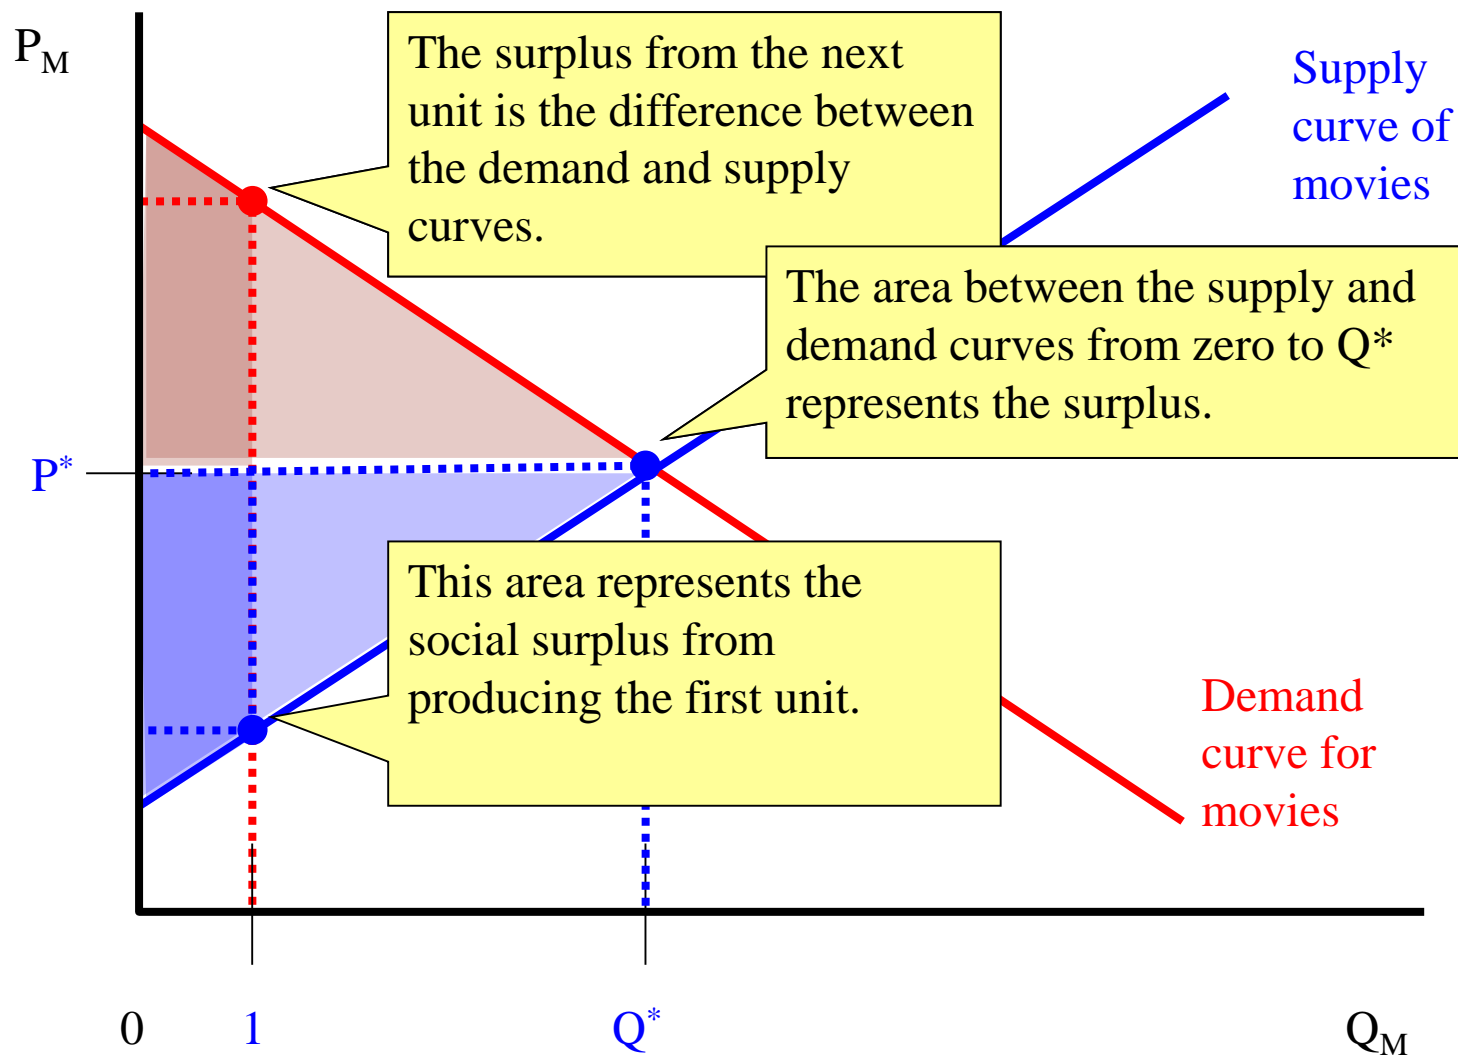 P_M
The surplus from the next
unit is the difference between
the demand and supply
curves.
Supply
curve of
movies
The area between the supply and
demand curves from zero to Q*
represents the surplus.
P*
This area represents the
social surplus from
producing the first unit.
Demand
curve for
movies
0
1
Q*
Q_M